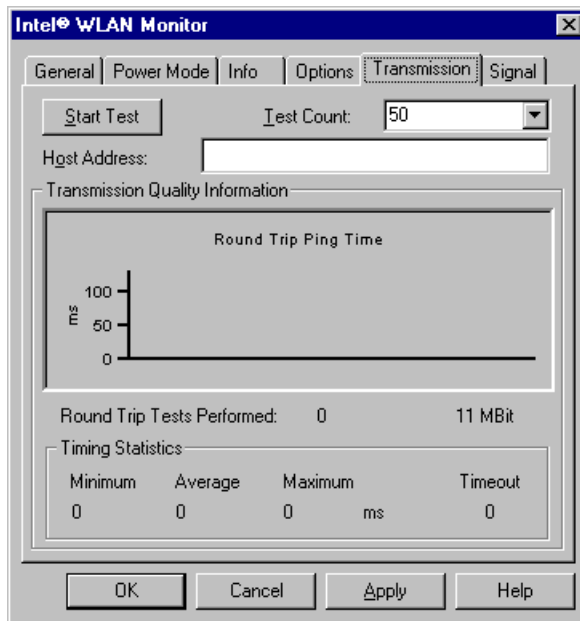 Intel® WLAN Monitor
General Power Mode Info Options Transmission Signal
Start Test Test Count: 50
Host Address:
Transmission Quality Information
Round Trip Ping Time
100
ms
50
0
Round Trip Tests Performed: 0 11 MBit
Timing Statistics
Minimum Average Maximum Timeout
0 0 0 ms 0
OK Cancel Apply Help